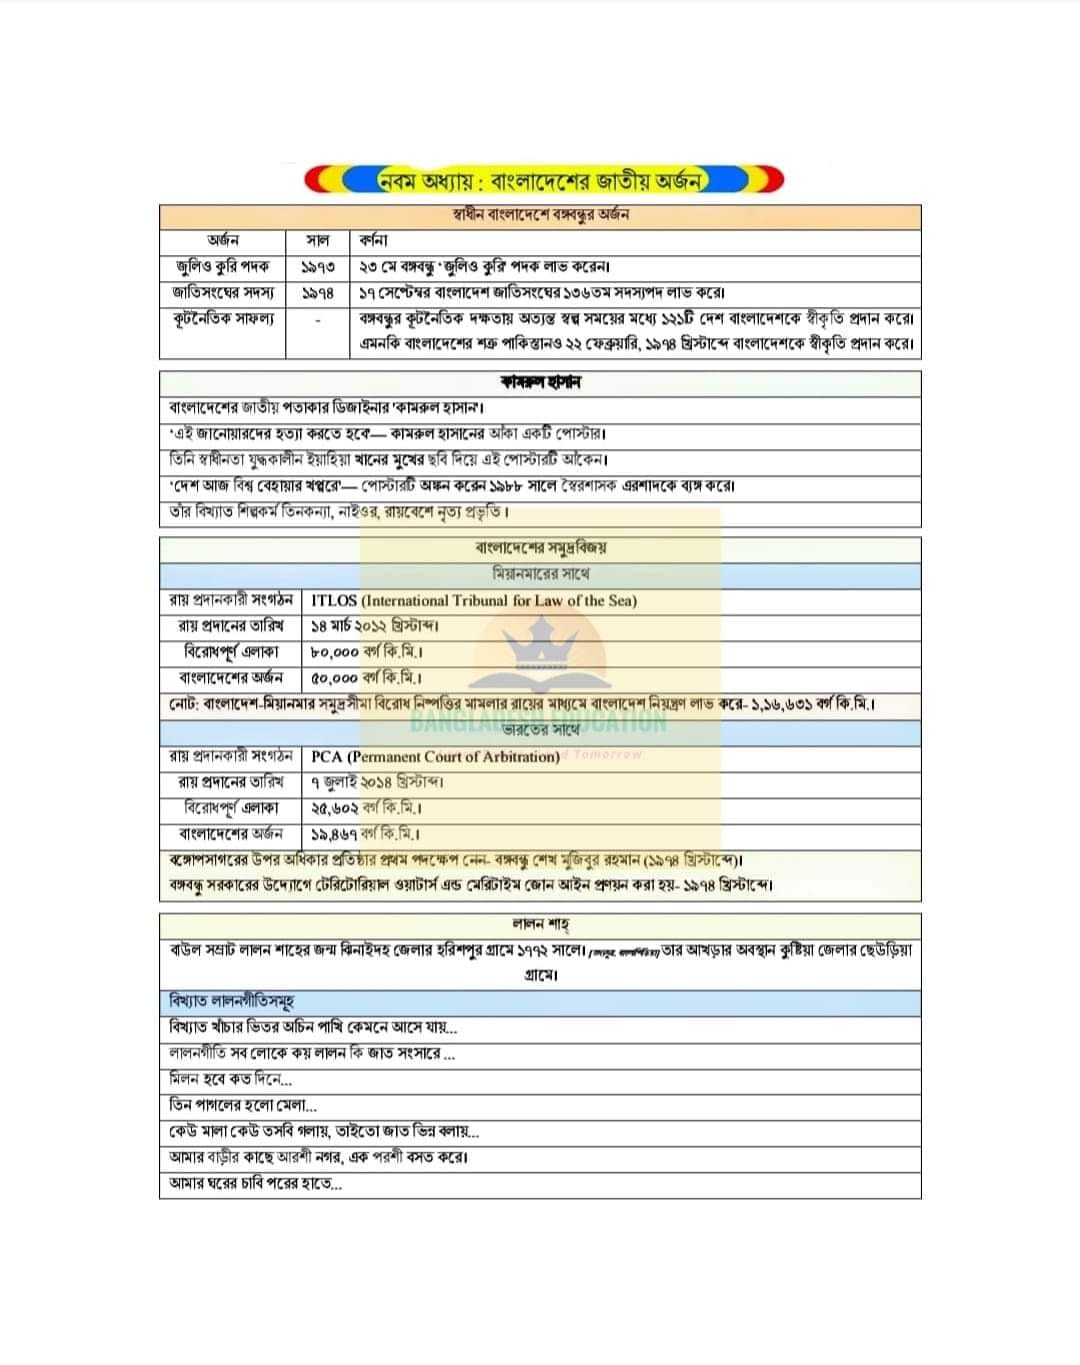 নবম অধ্যায় : বাংলাদেশের জাতীয় অর্জন
স্বাধীন বাংলাদেশে বঙ্গবন্ধুর অর্জন
অর্জন সাল বর্ণনা
জুলিও কুরি পদক ১৯৭৩ ২৩ মে বঙ্গবন্ধু 'জুলিও কুরি' পদক লাভ করেন।
জাতিসংঘের সদস্য ১৯৭৪ ১৭ সেপ্টেম্বর বাংলাদেশ জাতিসংঘের ১৩৬তম সদস্যপদ লাভ করে।
কূটনৈতিক সাফল্য - বঙ্গবন্ধুর কূটনৈতিক দক্ষতায় অত্যন্ত স্বল্প সময়ের মধ্যে ১২১টি দেশ বাংলাদেশকে স্বীকৃতি প্রদান করে।
এমনকি বাংলাদেশের শত্রু পাকিস্তানও ২২ ফেব্রুয়ারি, ১৯৭৪ খ্রিস্টাব্দে বাংলাদেশকে স্বীকৃতি প্রদান করে।
কামরুল হাসান
বাংলাদেশের জাতীয় পতাকার ডিজাইনার 'কামরুল হাসান'।
'এই জানোয়ারদের হত্যা করতে হবে'— কামরুল হাসানের আঁকা একটি পোস্টার।
তিনি স্বাধীনতা যুদ্ধকালীন ইয়াহিয়া খানের মুখের ছবি দিয়ে এই পোস্টারটি আঁকেন।
'দেশ আজ বিশ্ব বেহায়ার খপ্পরে'— পোস্টারটি অঙ্কন করেন ১৯৮৮ সালে স্বৈরশাসক এরশাদকে ব্যঙ্গ করে।
তাঁর বিখ্যাত শিল্পকর্ম তিনকন্যা, নাইওর, রায়বেশে নৃত্য প্রভৃতি।
বাংলাদেশের সমুদ্রবিজয়
মিয়ানমারের সাথে
রায় প্রদানকারী সংগঠন ITLOS (International Tribunal for Law of the Sea)
রায় প্রদানের তারিখ ১৪ মার্চ ২০১২ খ্রিস্টাব্দ।
বিরোধপূর্ণ এলাকা ৮০,০০০ বর্গ কি.মি.।
বাংলাদেশের অর্জন ৫০,০০০ বর্গ কি.মি.।
নোট: বাংলাদেশ-মিয়ানমার সমুদ্রসীমা বিরোধ নিষ্পত্তির মামলার রায়ের মাধ্যমে বাংলাদেশ নিয়ন্ত্রণ লাভ করে- ১,১৬,৬৩১ বর্গ কি.মি.।
BANGLADESH EDUCATION
ভারতের সাথে
রায় প্রদানকারী সংগঠন PCA (Permanent Court of Arbitration)
Tomorrow
রায় প্রদানের তারিখ ৭ জুলাই ২০১৪ খ্রিস্টাব্দ।
বিরোধপূর্ণ এলাকা ২৫,৬০২ বর্গ কি.মি.।
বাংলাদেশের অর্জন ১৯,৪৬৭ বর্গ কি.মি.।
বঙ্গোপসাগরের উপর অধিকার প্রতিষ্ঠার প্রথম পদক্ষেপ নেন- বঙ্গবন্ধু শেখ মুজিবুর রহমান (১৯৭৪ খ্রিস্টাব্দে)।
বঙ্গবন্ধু সরকারের উদ্যোগে টেরিটোরিয়াল ওয়াটার্স এন্ড মেরিটাইম জোন আইন প্রণয়ন করা হয়- ১৯৭৪ খ্রিস্টাব্দে।
লালন শাহ্
বাউল সম্রাট লালন শাহের জন্ম ঝিনাইদহ জেলার হরিশপুর গ্রামে ১৭৭২ সালে। তার আখড়ার অবস্থান কুষ্টিয়া জেলার ছেউড়িয়া
গ্রামে।
বিখ্যাত লালনগীতিসমূহ
বিখ্যাত খাঁচার ভিতর অচিন পাখি কেমনে আসে যায়...
লালনগীতি সব লোকে কয় লালন কি জাত সংসারে ...
মিলন হবে কত দিনে...
তিন পাগলের হলো মেলা...
কেউ মালা কেউ তসবি গলায়, তাইতো জাত ভিন্ন বলায়...
আমার বাড়ীর কাছে আরশী নগর, এক পরশী বসত করে।
আমার ঘরের চাবি পরের হাতে...